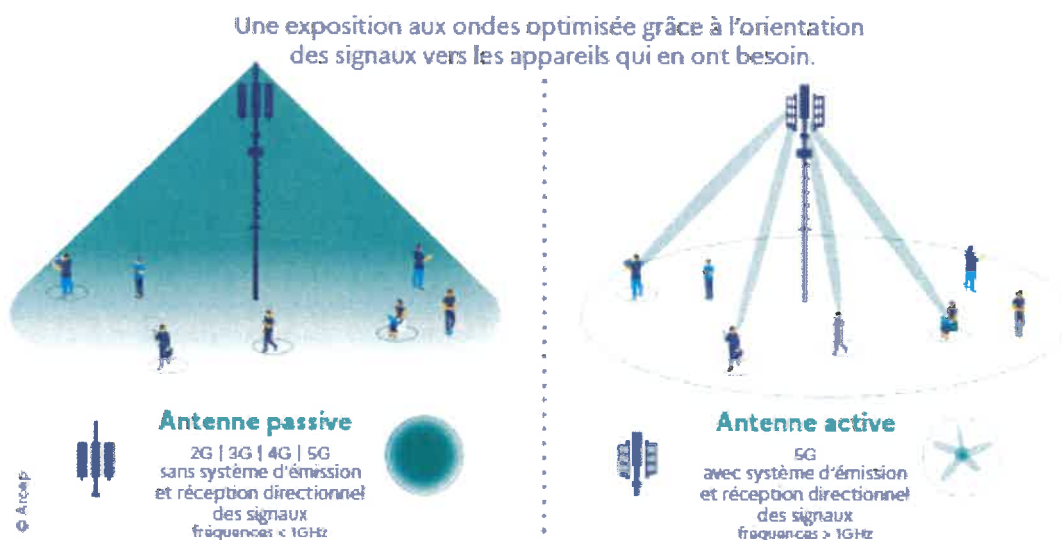 Une exposition aux ondes optimisée grâce à l'orientation
des signaux vers les appareils qui en ont besoin.
Antenne passive
2G | 3G | 4G | 5G
sans système d'émission
et réception directionnel
des signaux
fréquences < 1GHz
Antenne active
5G
avec système d'émission
et réception directionnel
des signaux
fréquences > 1GHz
© Arcep